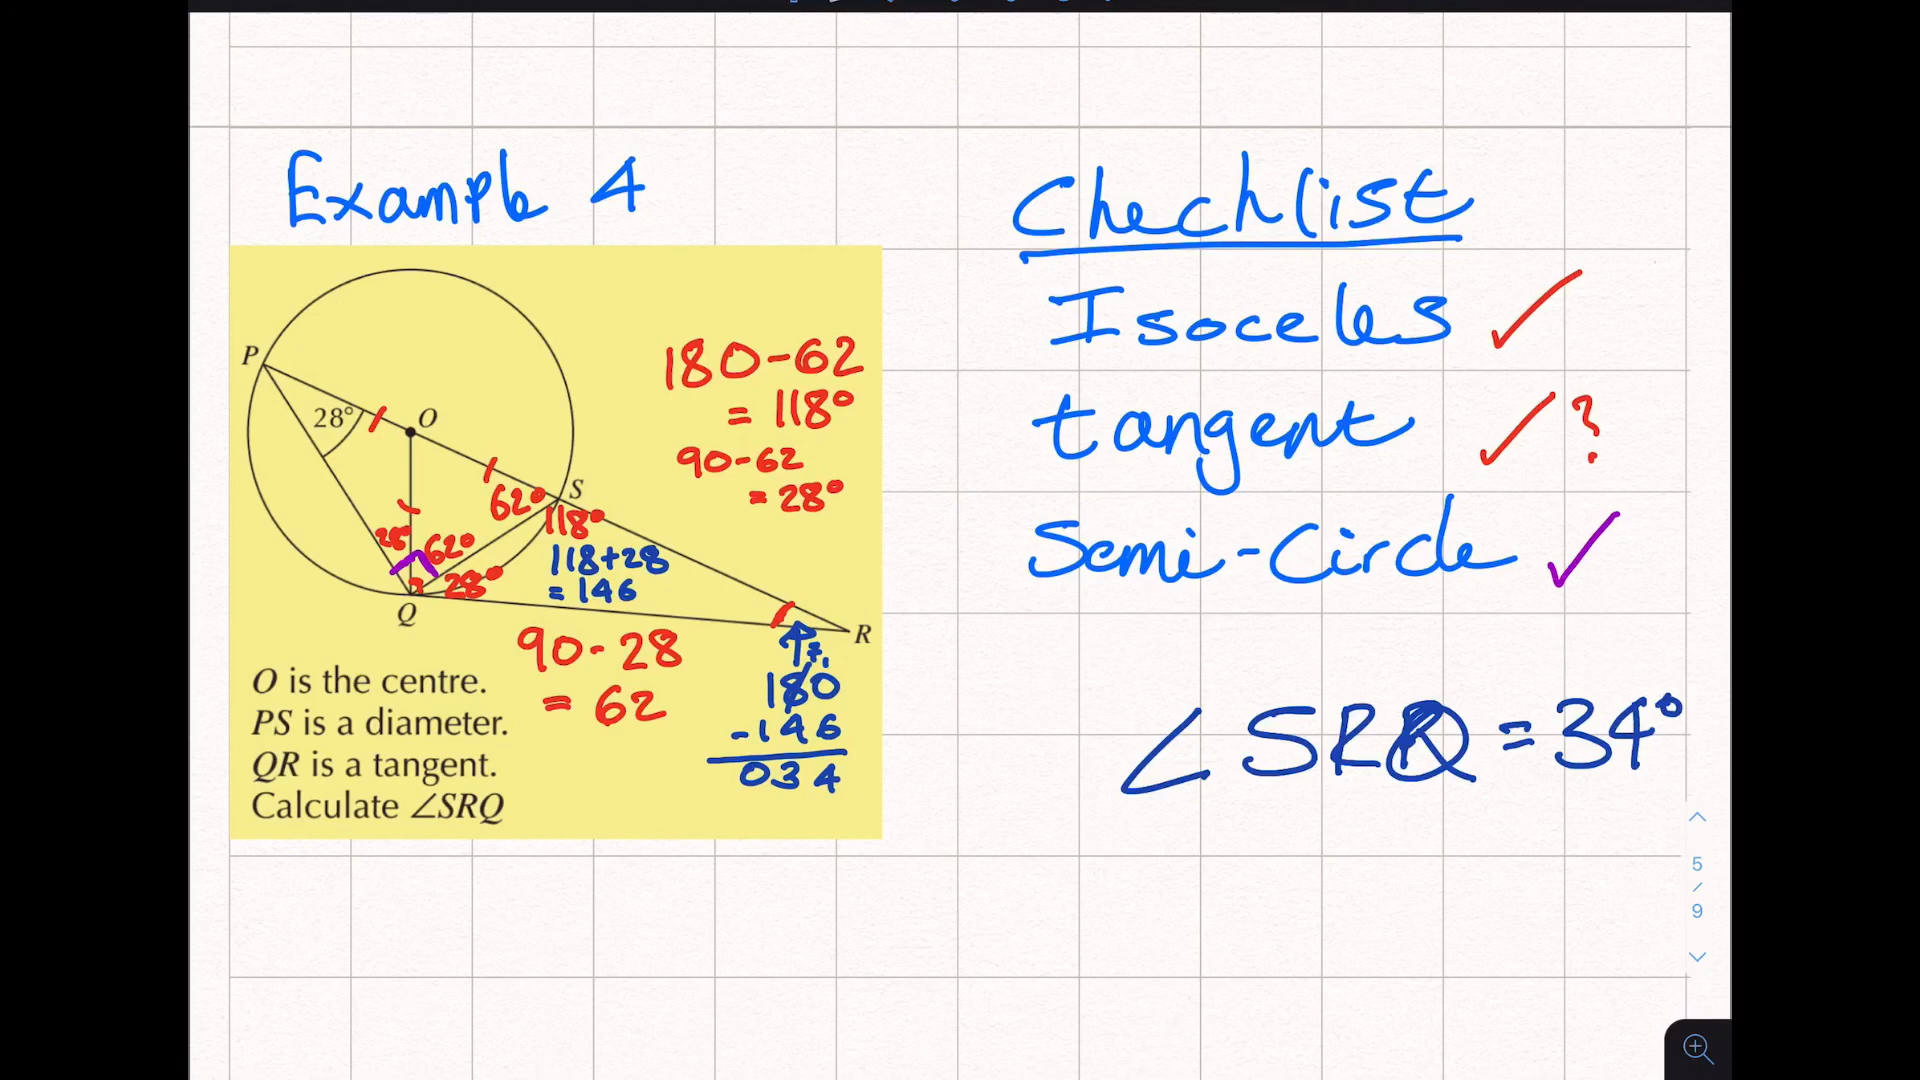 Example 4
Checklist
Isoceles
tangent ?
Semi-Circle
P
28°
O
S
62°
118°
28°
62°
28°
Q
R
180-62
= 118°
90-62
= 28°
118+28
= 146
90-28
= 62
7 1
180
-146
034
O is the centre.
PS is a diameter.
QR is a tangent.
Calculate ∠SRQ
∠SRQ = 34°
5
/
9